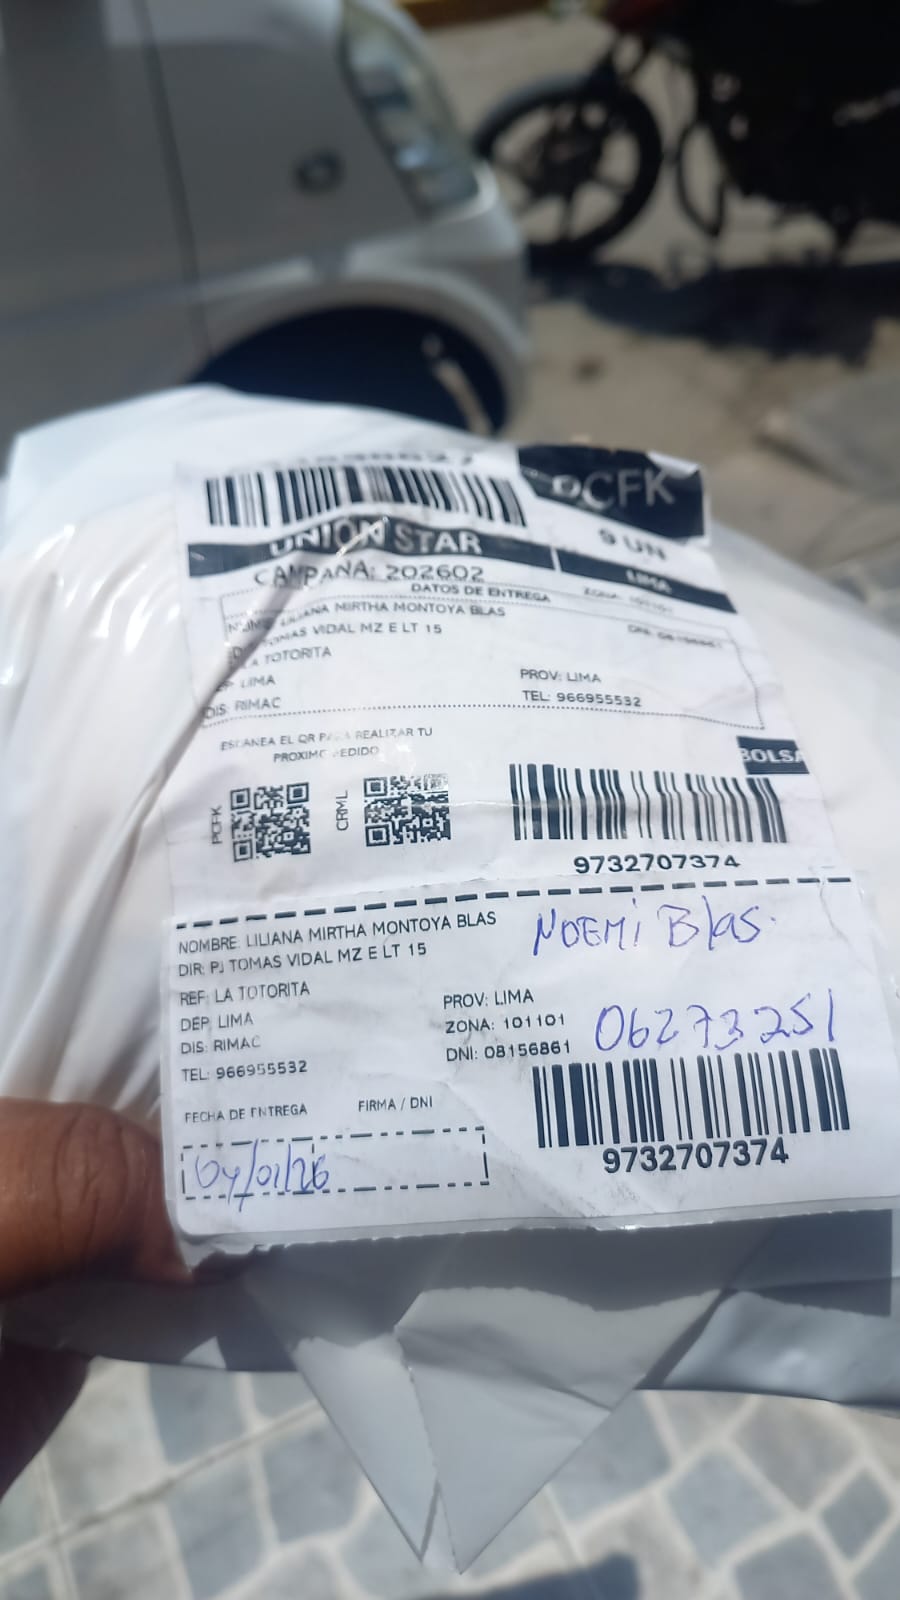 PCFK
UNION STAR
9 UN
LIMA
CAMPAÑA: 202602
DATOS DE ENTREGA
LILIANA MIRTHA MONTOYA BLAS
TOMAS VIDAL MZ E LT 15
LA TOTORITA
LIMA
PROV: LIMA
DIS: RIMAC
TEL: 966955532
ESCANEA EL QR PARA REALIZAR TU
PROXIMO PEDIDO
BOLSA
PCFK
CRML
9732707374
NOMBRE: LILIANA MIRTHA MONTOYA BLAS
NOEMi Blas.
DIR: PJ TOMAS VIDAL MZ E LT 15
REF: LA TOTORITA
PROV: LIMA
DEP: LIMA
ZONA: 101101
06273251
DIS: RIMAC
DNI: 08156861
TEL: 966955532
FECHA DE ENTREGA
FIRMA / DNI
9732707374
04/01/26